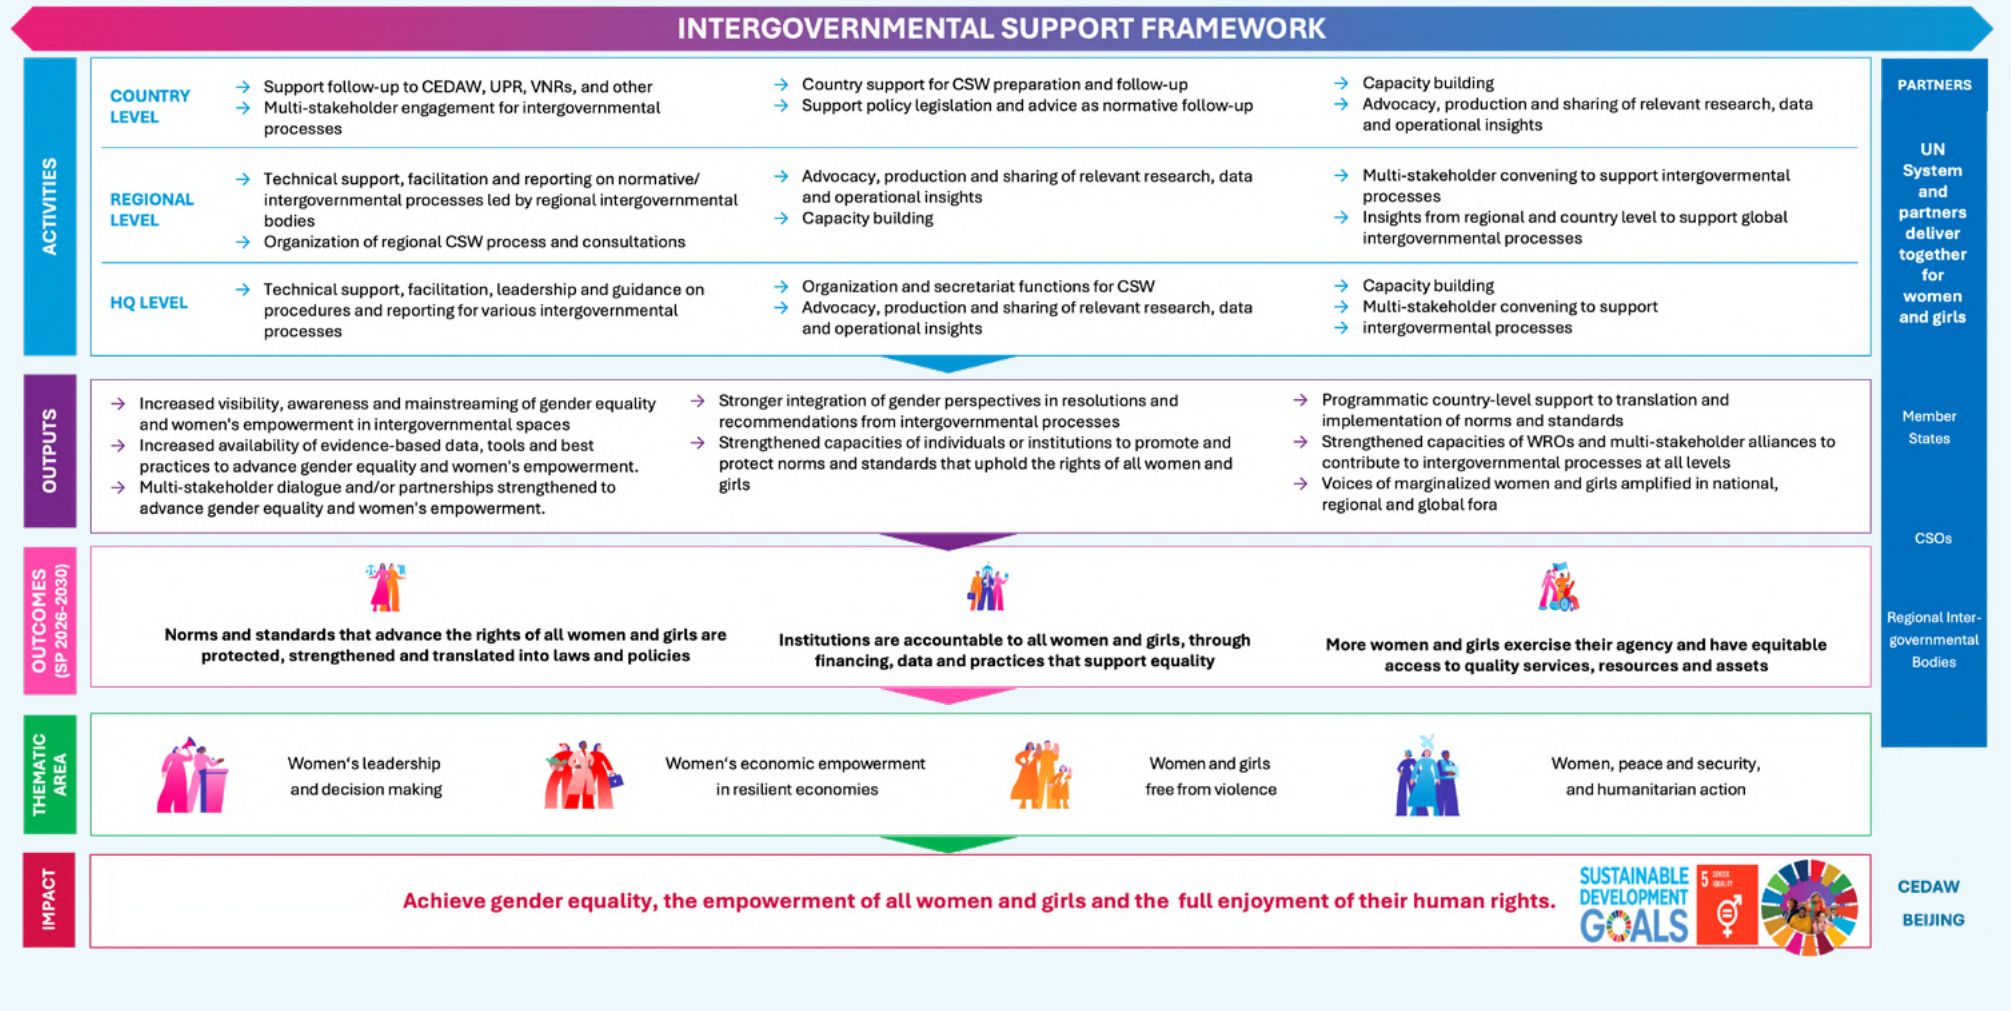 INTERGOVERNMENTAL SUPPORT FRAMEWORK
ACTIVITIES
COUNTRY
LEVEL
→ Support follow-up to CEDAW, UPR, VNRs, and other
→ Multi-stakeholder engagement for intergovernmental
processes
→ Country support for CSW preparation and follow-up
→ Support policy legislation and advice as normative follow-up
→ Capacity building
→ Advocacy, production and sharing of relevant research, data
and operational insights
REGIONAL
LEVEL
→ Technical support, facilitation and reporting on normative/
intergovernmental processes led by regional intergovernmental
bodies
→ Organization of regional CSW process and consultations
→ Advocacy, production and sharing of relevant research, data
and operational insights
→ Capacity building
→ Multi-stakeholder convening to support intergovermental
processes
→ Insights from regional and country level to support global
intergovernmental processes
HQ LEVEL
→ Technical support, facilitation, leadership and guidance on
procedures and reporting for various intergovernmental
processes
→ Organization and secretariat functions for CSW
→ Advocacy, production and sharing of relevant research, data
and operational insights
→ Capacity building
→ Multi-stakeholder convening to support
→ intergovermental processes
OUTPUTS
→ Increased visibility, awareness and mainstreaming of gender equality
and women's empowerment in intergovernmental spaces
→ Increased availability of evidence-based data, tools and best
practices to advance gender equality and women's empowerment.
→ Multi-stakeholder dialogue and/or partnerships strengthened to
advance gender equality and women's empowerment.
→ Stronger integration of gender perspectives in resolutions and
recommendations from intergovernmental processes
→ Strengthened capacities of individuals or institutions to promote and
protect norms and standards that uphold the rights of all women and
girls
→ Programmatic country-level support to translation and
implementation of norms and standards
→ Strengthened capacities of WROs and multi-stakeholder alliances to
contribute to intergovernmental processes at all levels
→ Voices of marginalized women and girls amplified in national,
regional and global fora
OUTCOMES
(SP 2026-2030)
Norms and standards that advance the rights of all women and girls are
protected, strengthened and translated into laws and policies
Institutions are accountable to all women and girls, through
financing, data and practices that support equality
More women and girls exercise their agency and have equitable
access to quality services, resources and assets
THEMATIC
AREA
Women's leadership
and decision making
Women's economic empowerment
in resilient economies
Women and girls
free from violence
Women, peace and security,
and humanitarian action
IMPACT
Achieve gender equality, the empowerment of all women and girls and the full enjoyment of their human rights.
SUSTAINABLE
DEVELOPMENT
GOALS
5 GENDER
EQUALITY
PARTNERS
UN
System
and
partners
deliver
together
for
women
and girls
Member
States
CSOs
Regional Inter-
governmental
Bodies
CEDAW
BEIJING